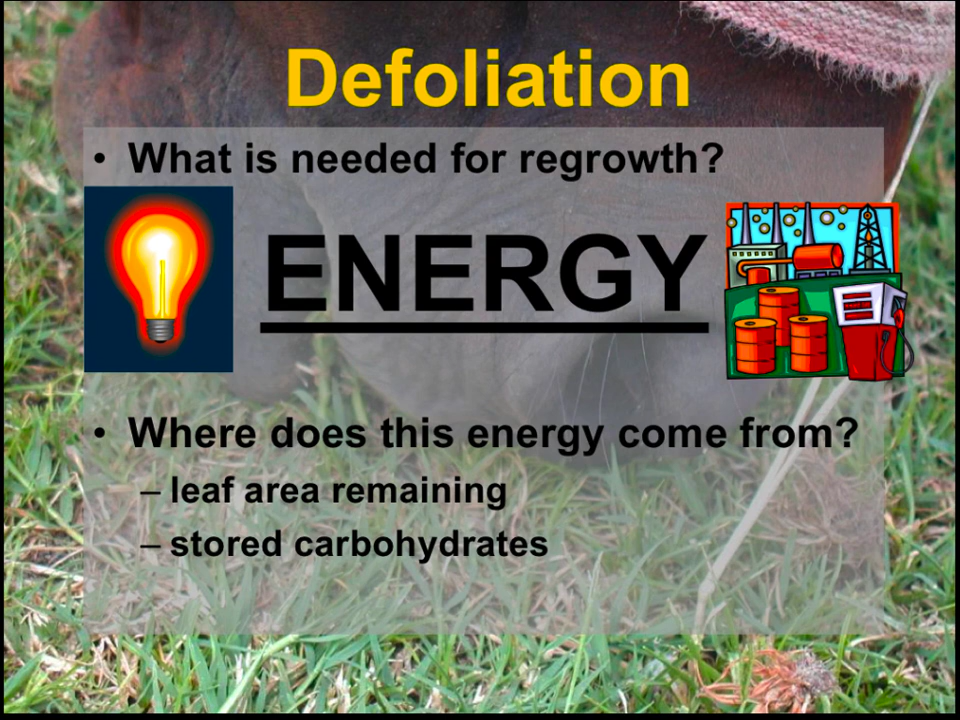 Defoliation
• What is needed for regrowth?
ENERGY
• Where does this energy come from?
– leaf area remaining
– stored carbohydrates